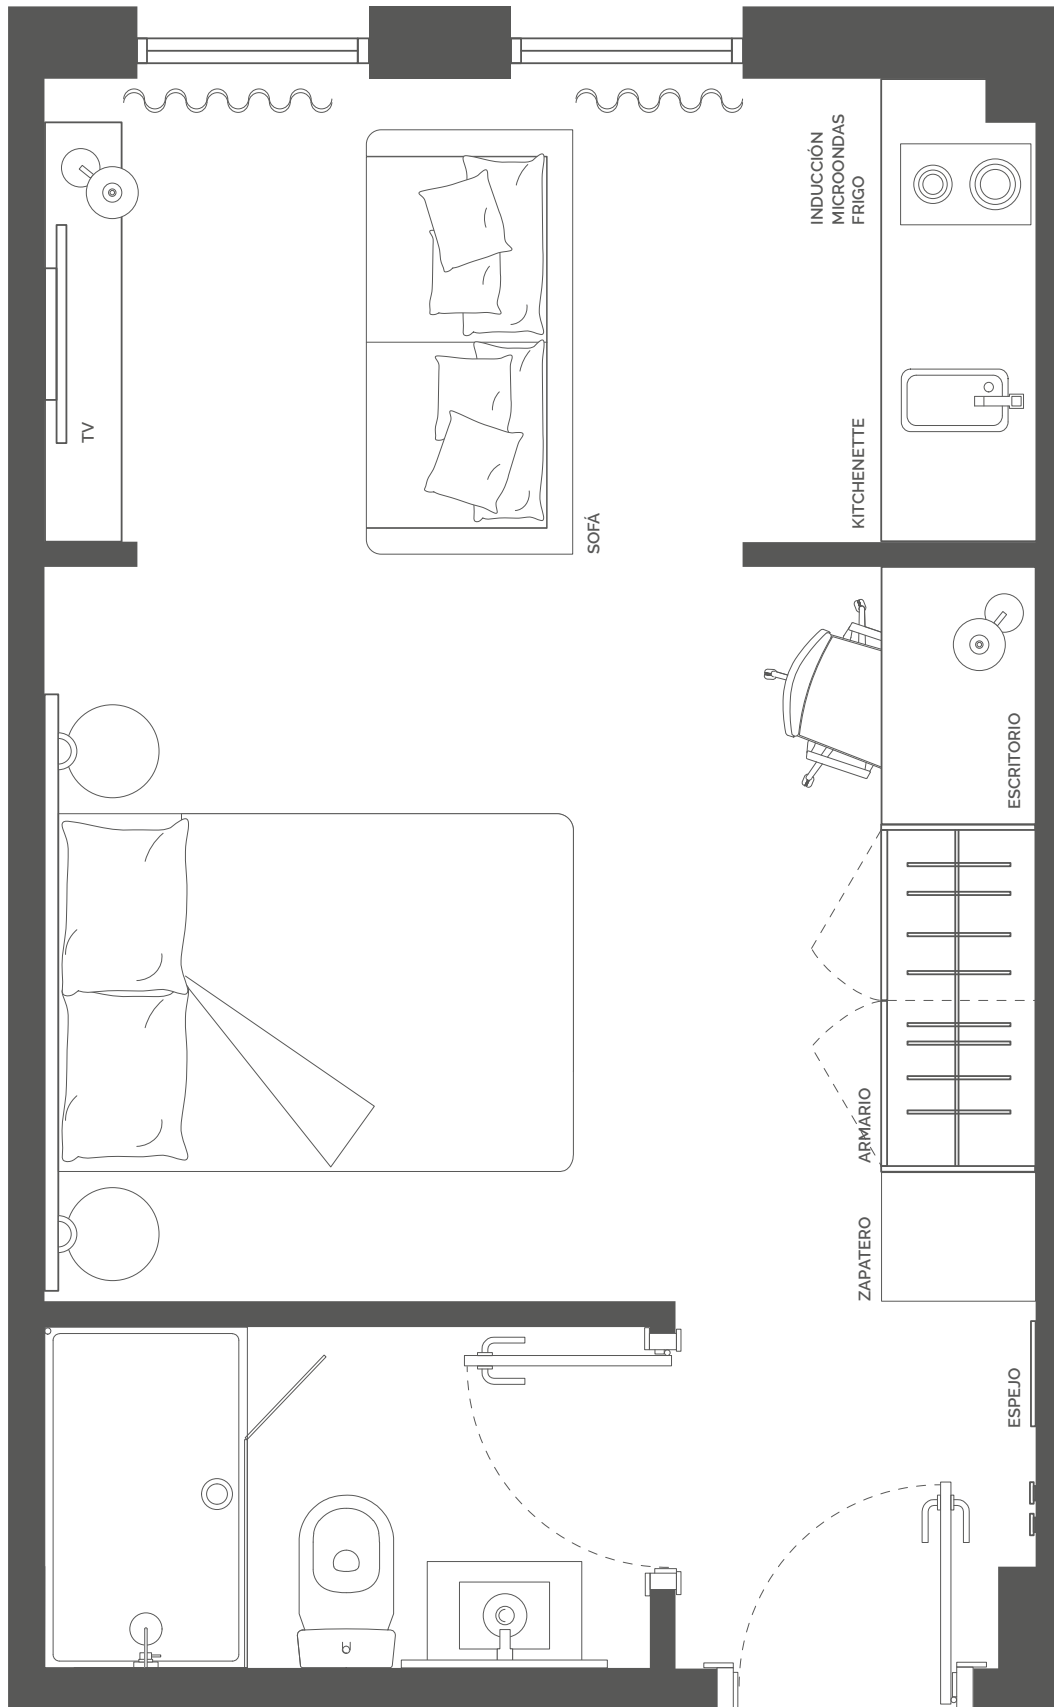 INDUCCIÓN
MICROONDAS
FRIGO
TV
KITCHENETTE
SOFÁ
ESCRITORIO
ARMARIO
ZAPATERO
ESPEJO